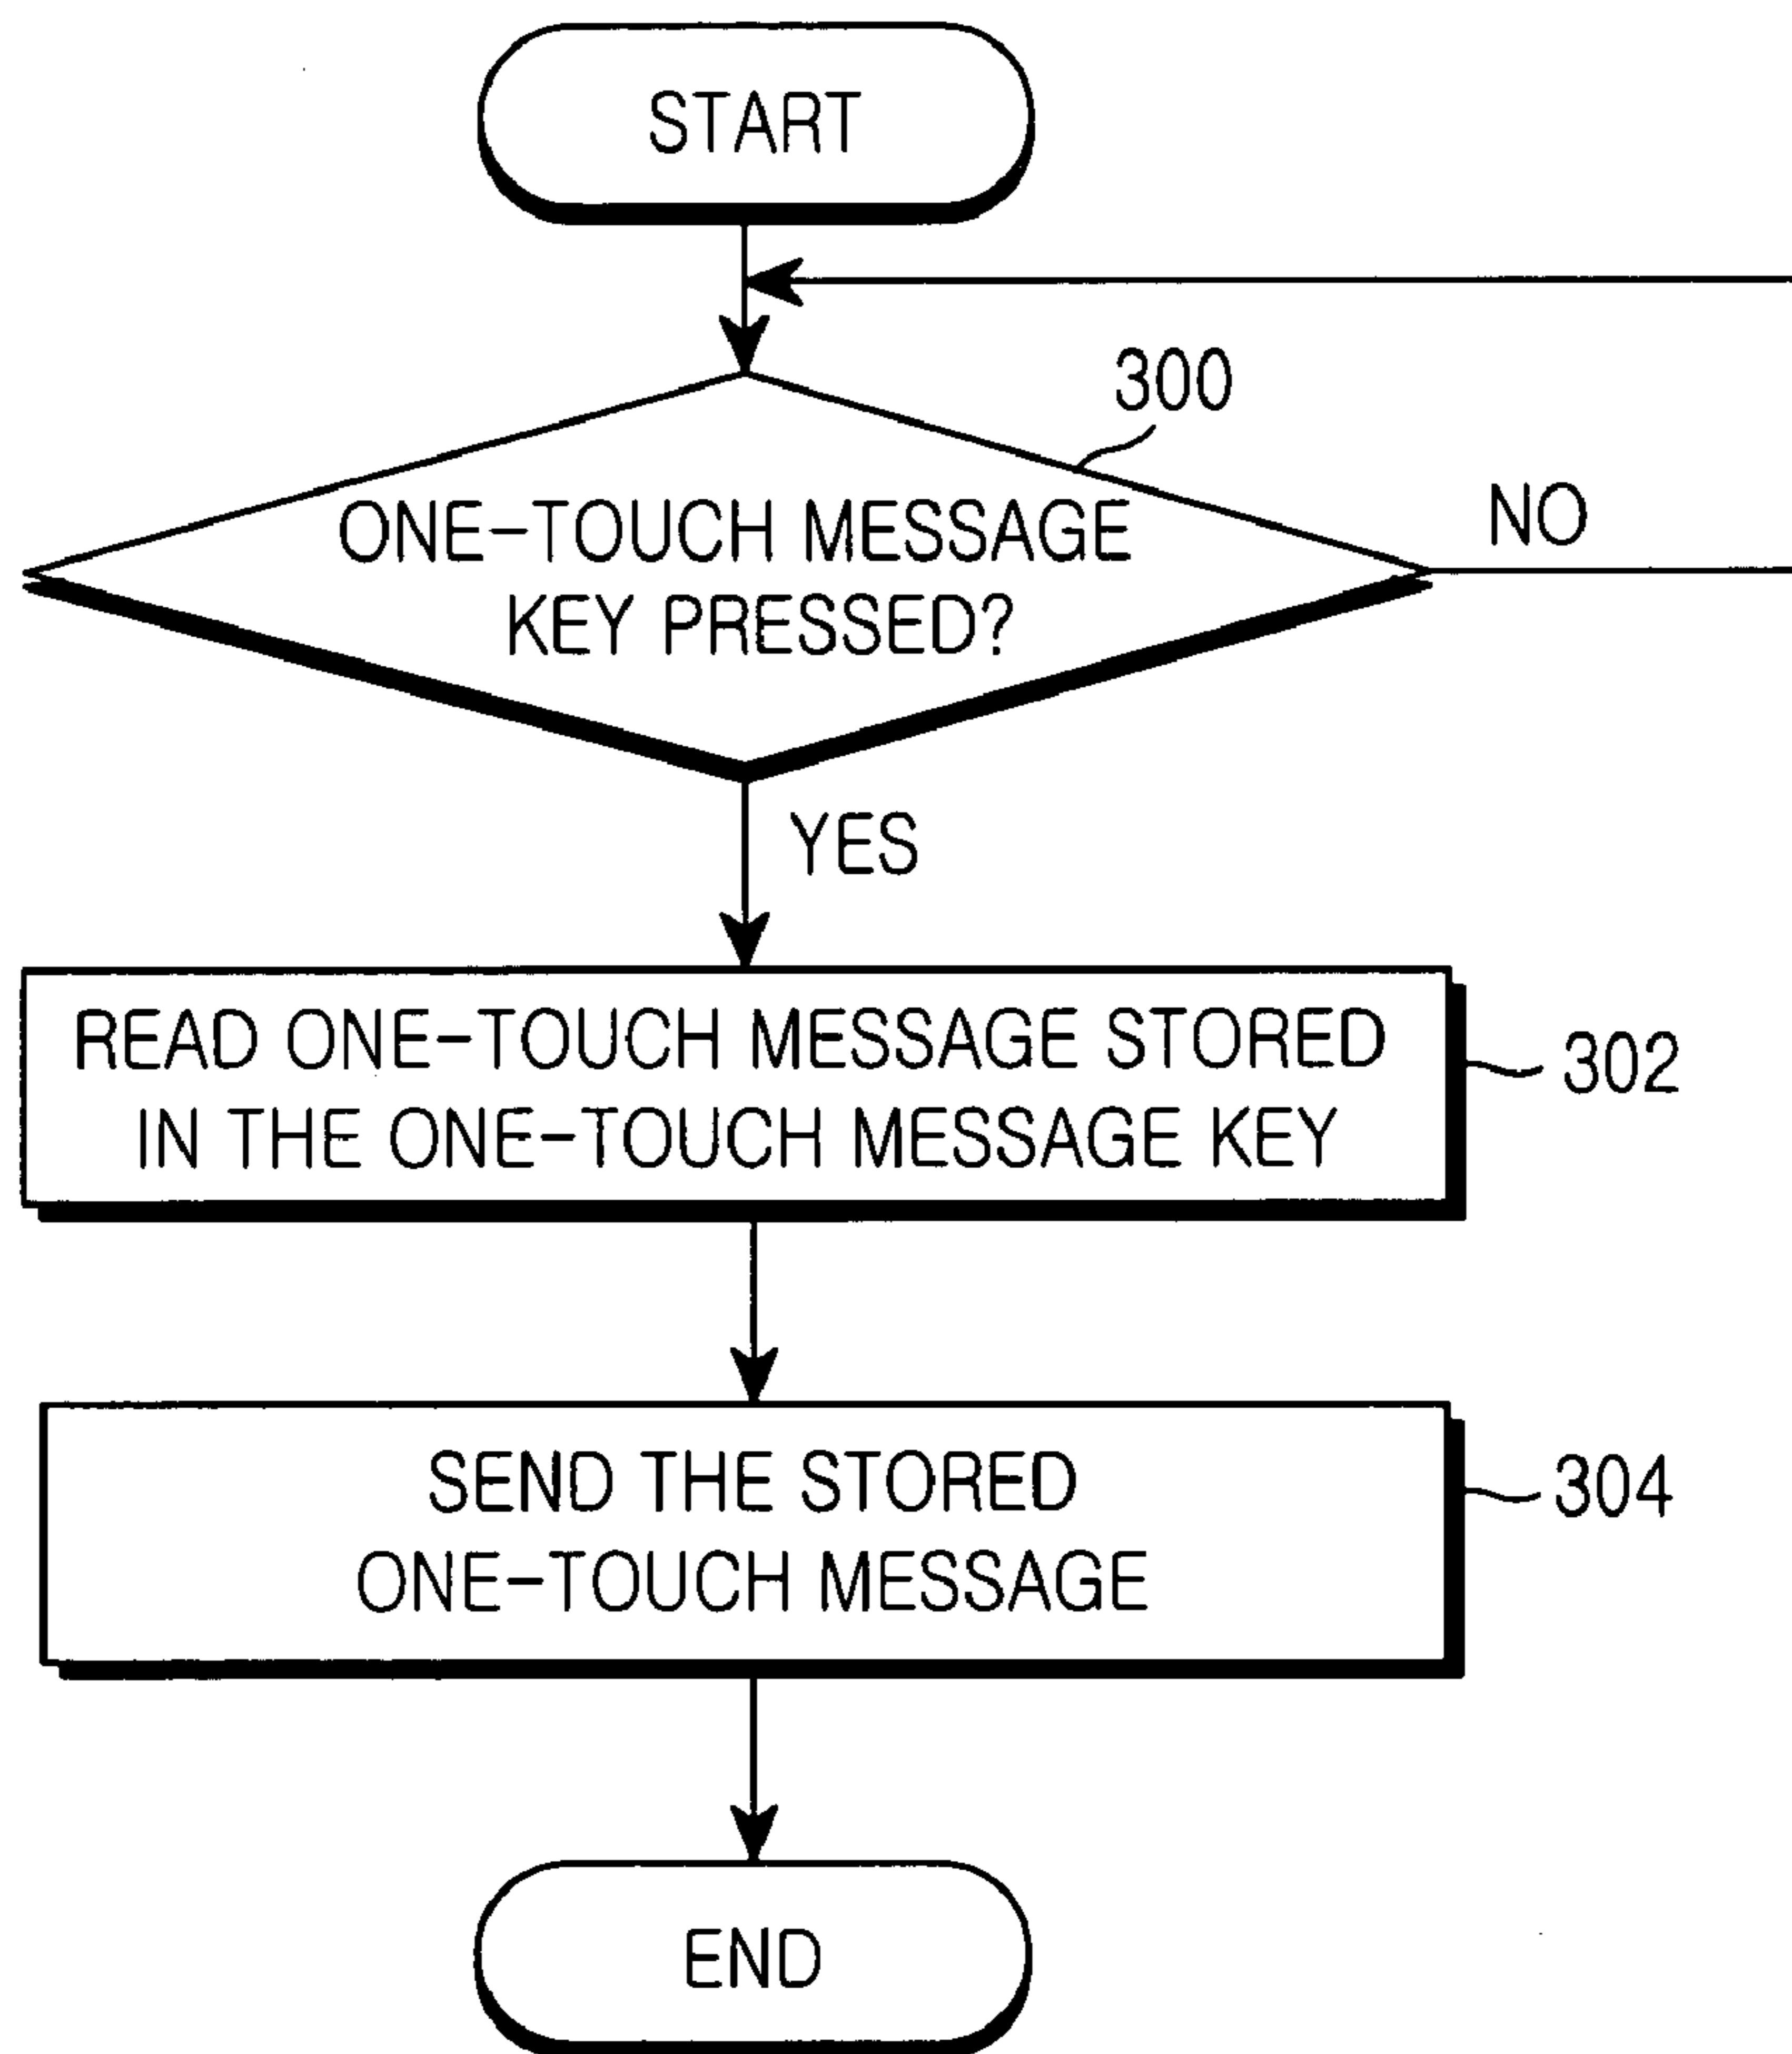 START
300
ONE-TOUCH MESSAGE
KEY PRESSED?
NO
YES
READ ONE-TOUCH MESSAGE STORED
IN THE ONE-TOUCH MESSAGE KEY
302
SEND THE STORED
ONE-TOUCH MESSAGE
304
END